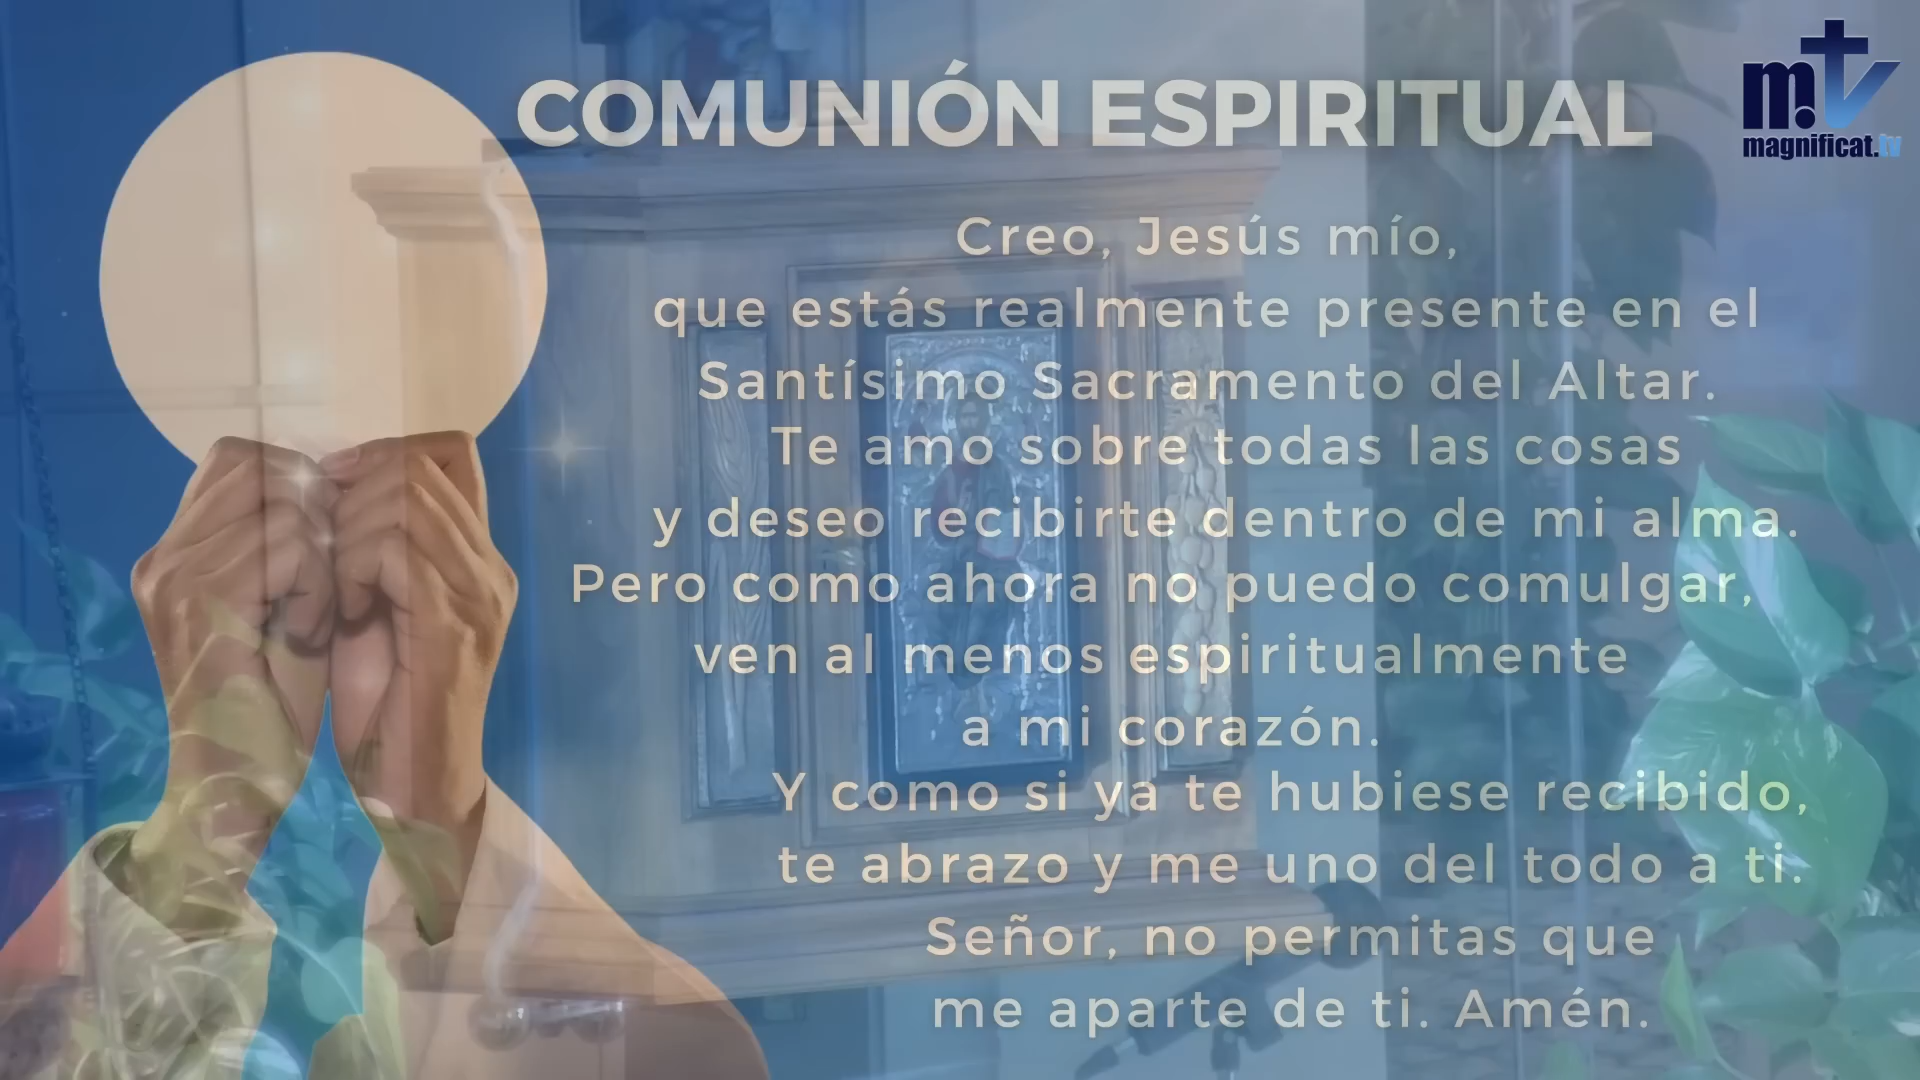 COMUNIÓN ESPIRITUAL
m.tv
magnificat.tv
Creo, Jesús mío,
que estás realmente presente en el
Santísimo Sacramento del Altar.
Te amo sobre todas las cosas
y deseo recibirte dentro de mi alma.
Pero como ahora no puedo comulgar,
ven al menos espiritualmente
a mi corazón.
Y como si ya te hubiese recibido,
te abrazo y me uno del todo a ti.
Señor, no permitas que
me aparte de ti. Amén.